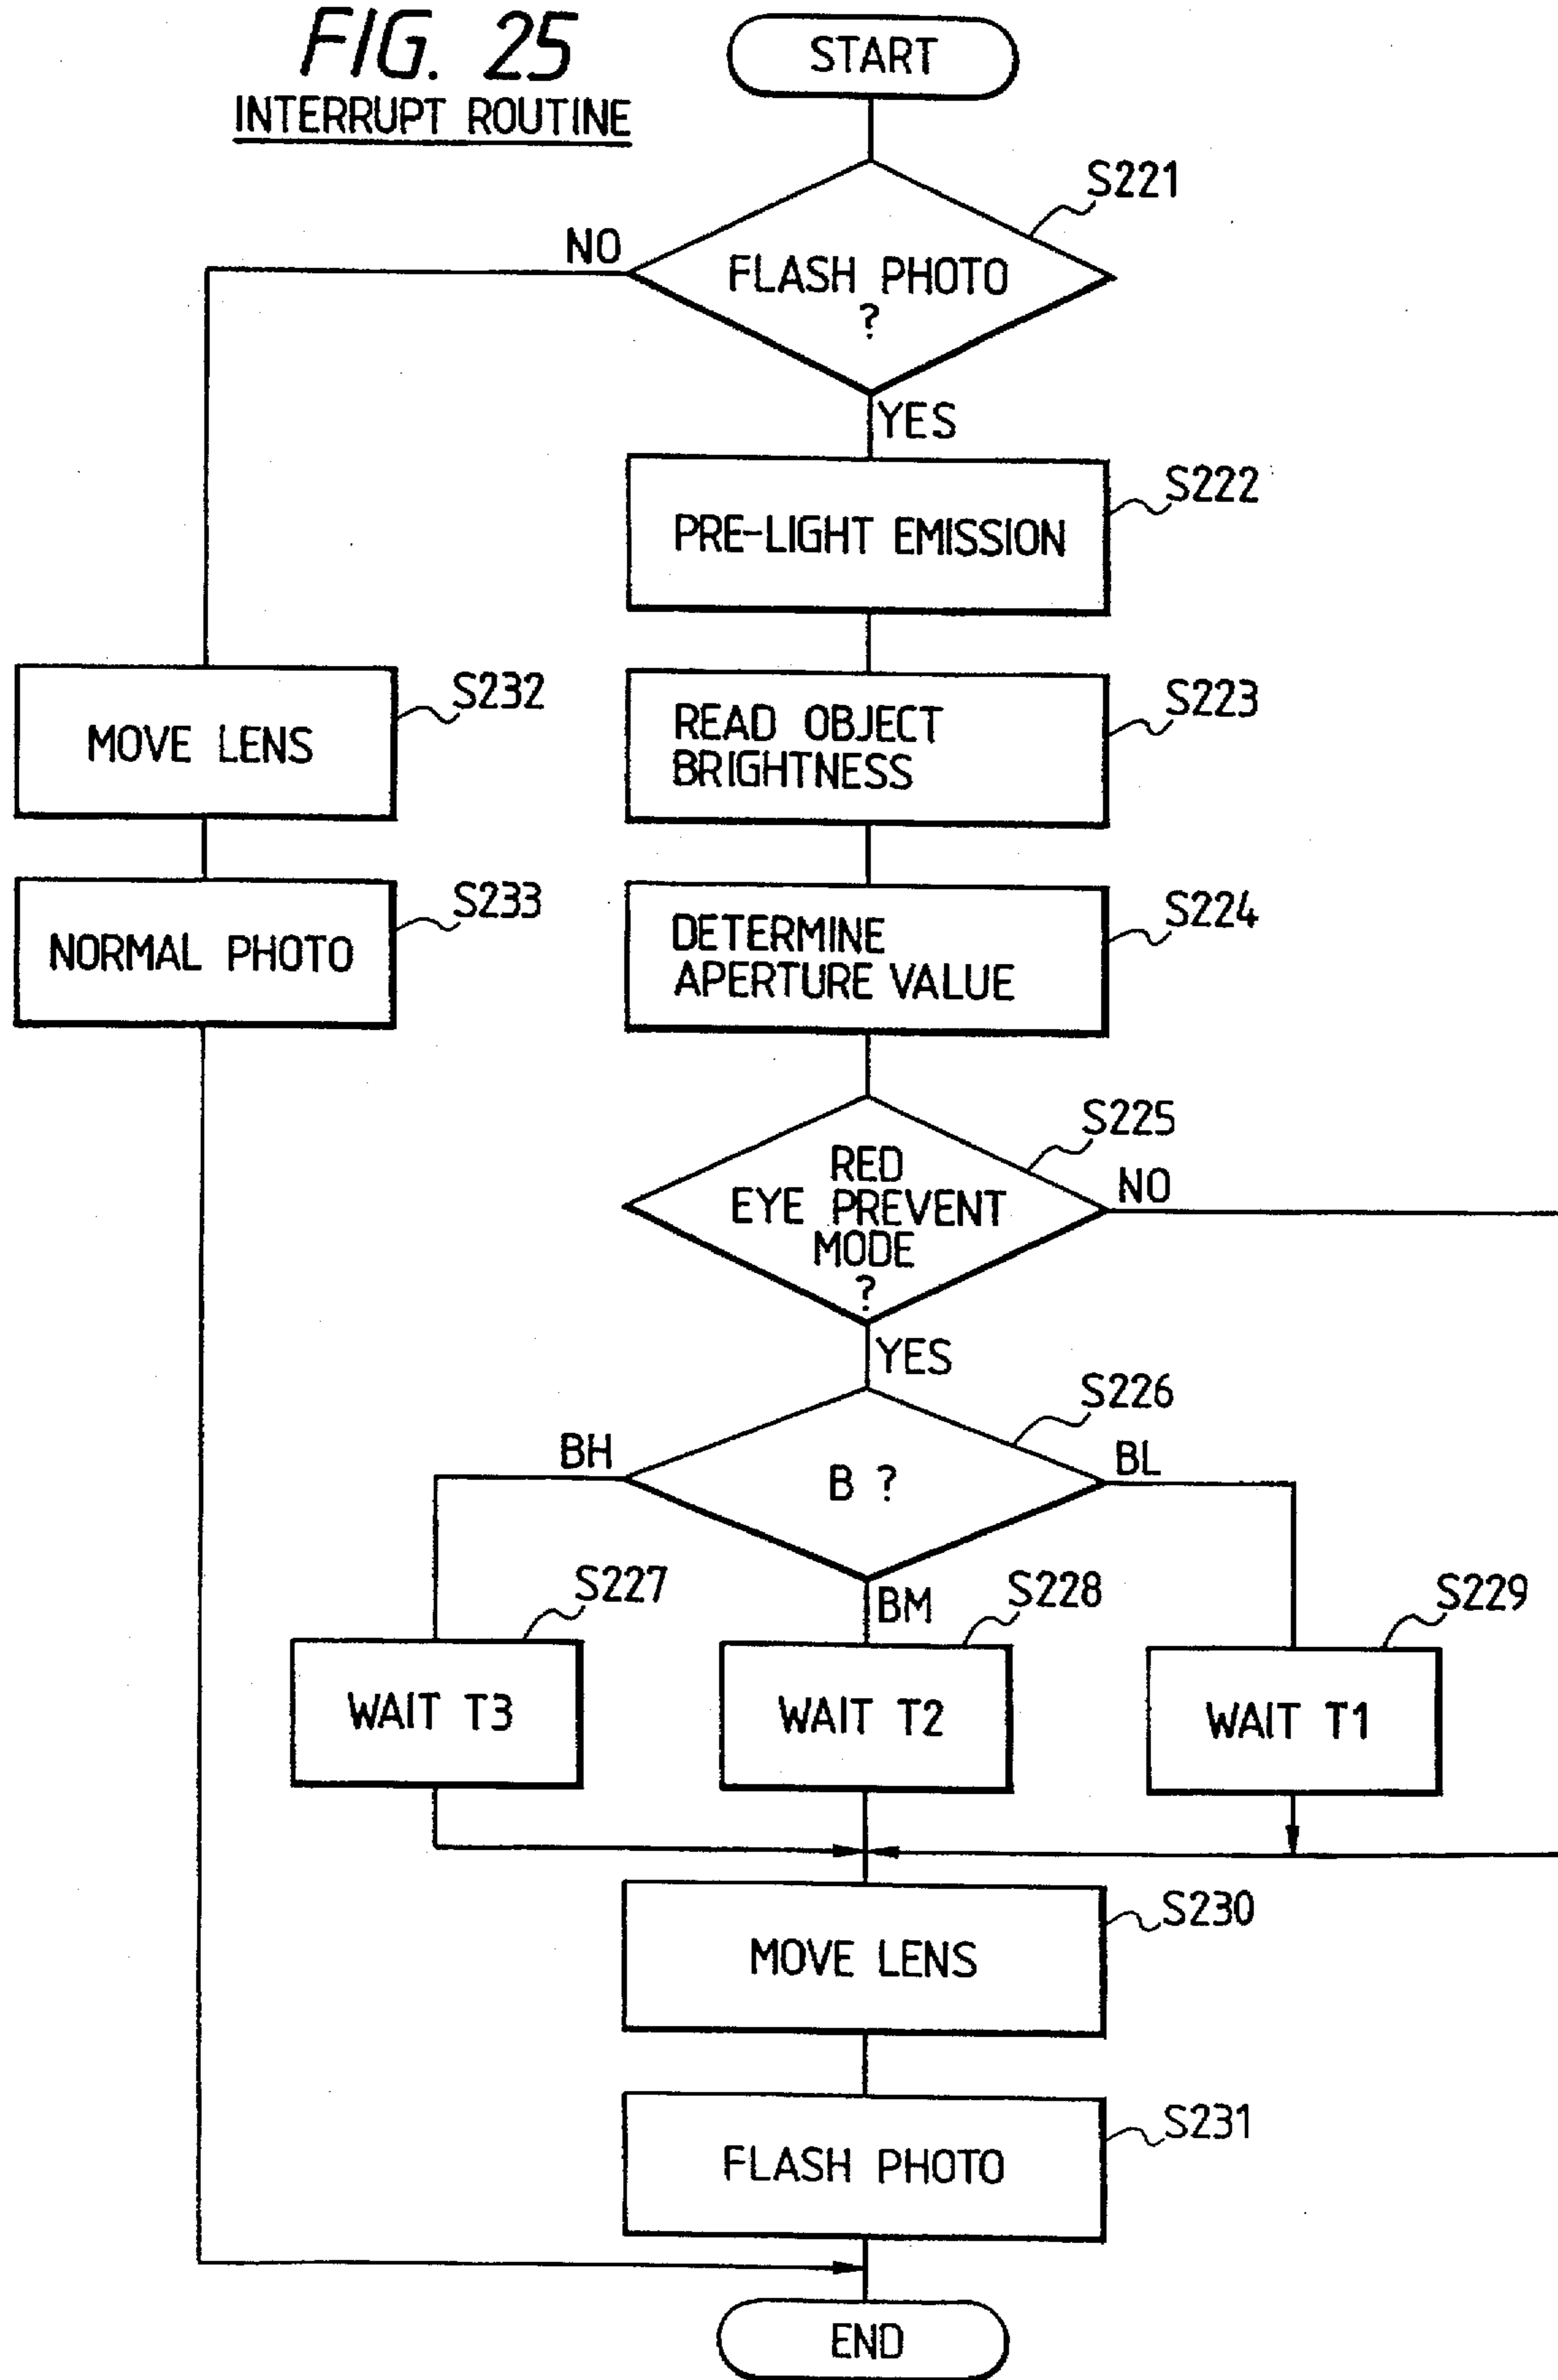 FIG. 25
INTERRUPT ROUTINE
START
S221
NO
FLASH PHOTO
?
YES
S222
PRE-LIGHT EMISSION
S232
MOVE LENS
S223
READ OBJECT
BRIGHTNESS
S233
NORMAL PHOTO
S224
DETERMINE
APERTURE VALUE
S225
RED
EYE PREVENT
MODE
?
NO
YES
S226
BH
B ?
BL
BM
S227
WAIT T3
S228
WAIT T2
S229
WAIT T1
S230
MOVE LENS
S231
FLASH PHOTO
END